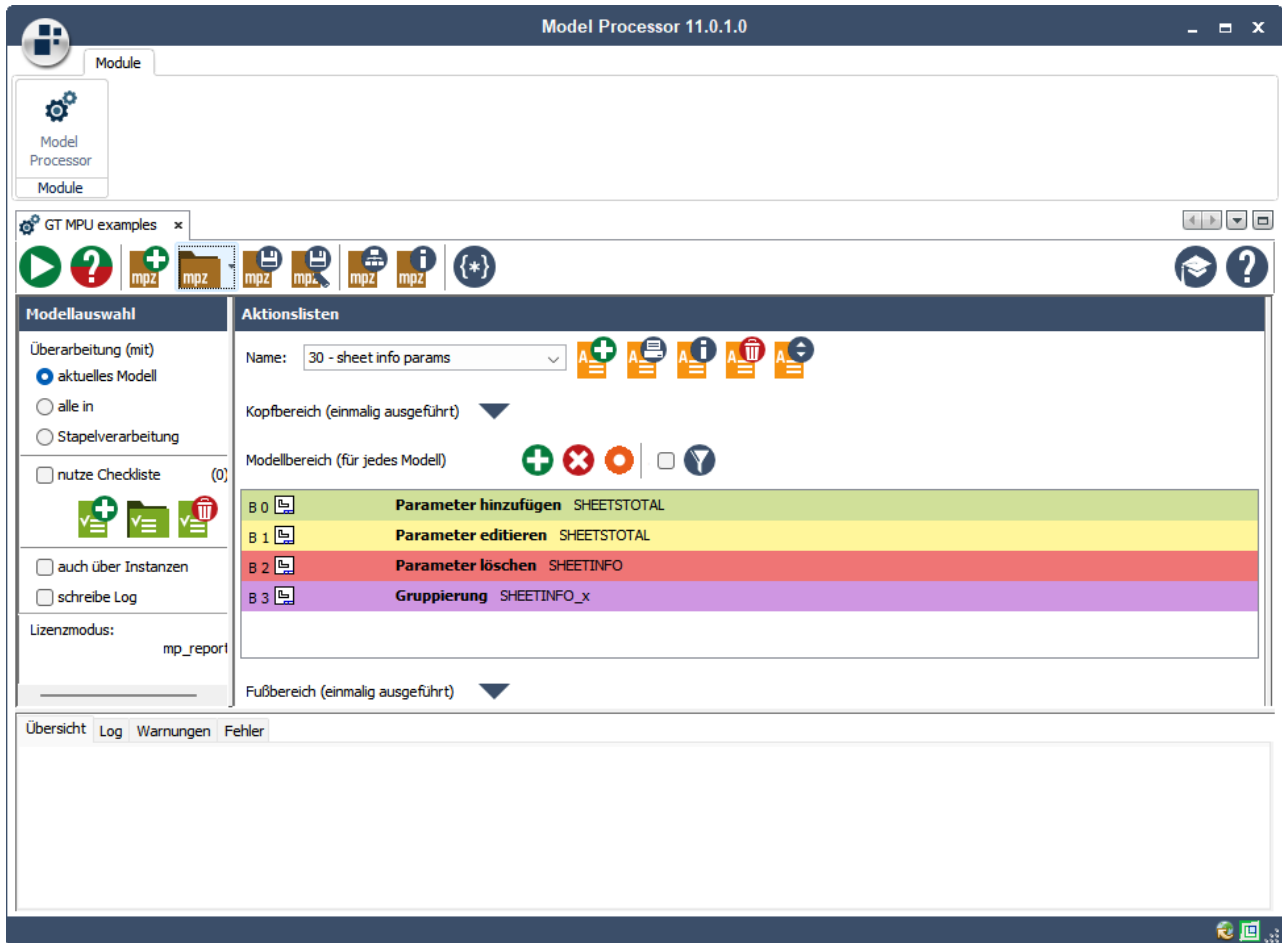 Model Processor 11.0.1.0
Module
Model
Processor
Module
GT MPU examples
mpz mpz mpz mpz mpz mpz {*}
Modellauswahl
Aktionslisten
Überarbeitung (mit)
aktuelles Modell
alle in
Stapelverarbeitung
nutze Checkliste (0)
auch über Instanzen
schreibe Log
Lizenzmodus:
mp_report
Name: 30 - sheet info params
Kopfbereich (einmalig ausgeführt)
Modellbereich (für jedes Modell)
B 0 Parameter hinzufügen SHEETSTOTAL
B 1 Parameter editieren SHEETSTOTAL
B 2 Parameter löschen SHEETINFO
B 3 Gruppierung SHEETINFO_x
Fußbereich (einmalig ausgeführt)
Übersicht Log Warnungen Fehler